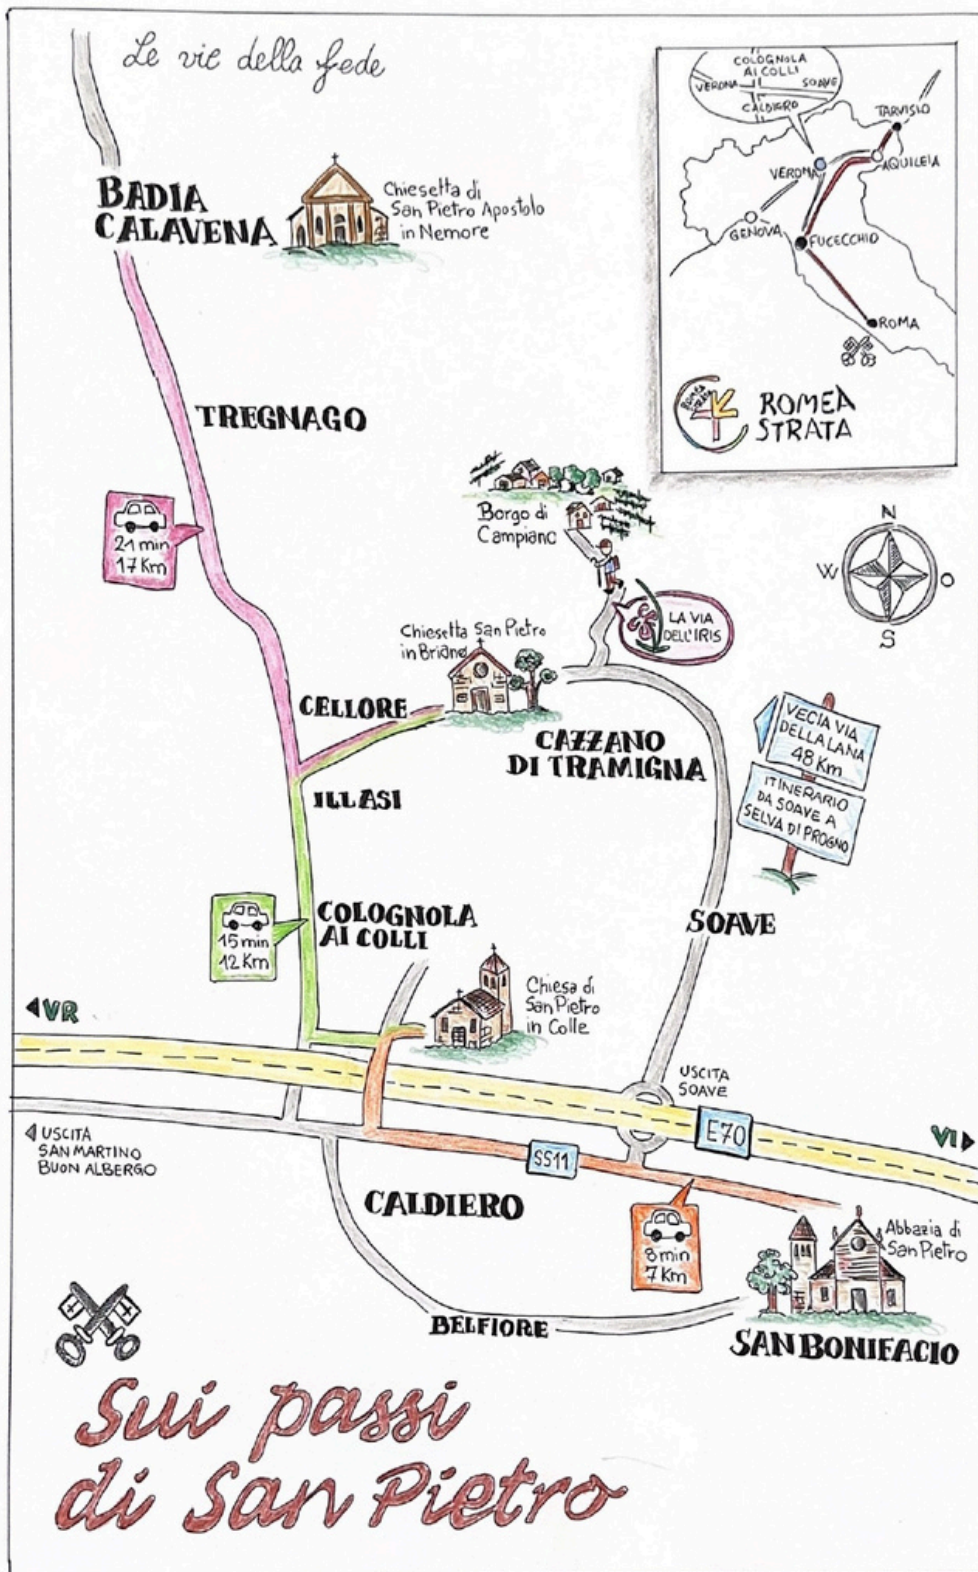 Le vie della fede
COLOGNOLA
AI COLLI
VERONA
SOAVE
CALDIERO
TARVISIO
VERONA
AQUILEIA
GENOVA
FUCECCHIO
ROMA
ROMEA
STRATA
ROMEA
STRATA
BADIA
CALAVENA
Chiesetta di
San Pietro Apostolo
in Nemore
TREGNAGO
21 min
17 Km
Borgo di
Campiano
N
W
O
S
LA VIA
DELL'IRIS
Chiesetta San Pietro
in Briano
CELLORE
CAZZANO
DI TRAMIGNA
VECIA VIA
DELLA LANA
48 Km
ITINERARIO
DA SOAVE A
SELVA DI PROGNO
ILLASI
15 min
12 Km
COLOGNOLA
AI COLLI
SOAVE
Chiesa di
San Pietro
in Colle
VR
USCITA
SOAVE
E70
VI
USCITA
SAN MARTINO
BUON ALBERGO
SS11
CALDIERO
8 min
7 Km
Abbazia di
San Pietro
BELFIORE
SAN BONIFACIO
Sui passi
di San Pietro